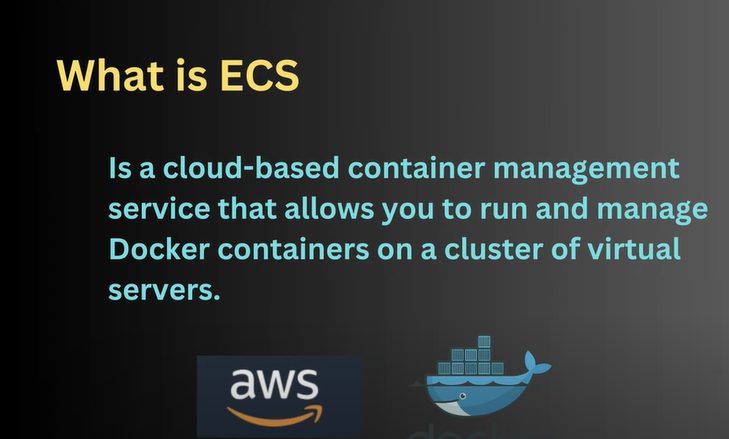 What is ECS
Is a cloud-based container management
service that allows you to run and manage
Docker containers on a cluster of virtual
servers.
aws